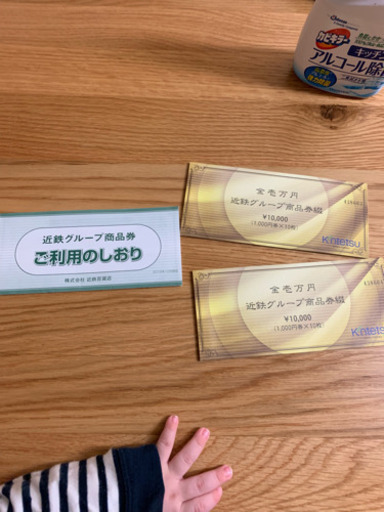 カビキラー
キッチン
アルコール除
金壱万円
近鉄グループ商品券綴
¥10,000
(1,000円券×10枚)
Kintetsu
近鉄グループ商品券
ご利用のしおり
株式会社 近鉄百貨店
金壱万円
近鉄グループ商品券綴
¥10,000
(1,000円券×10枚)
Kintetsu